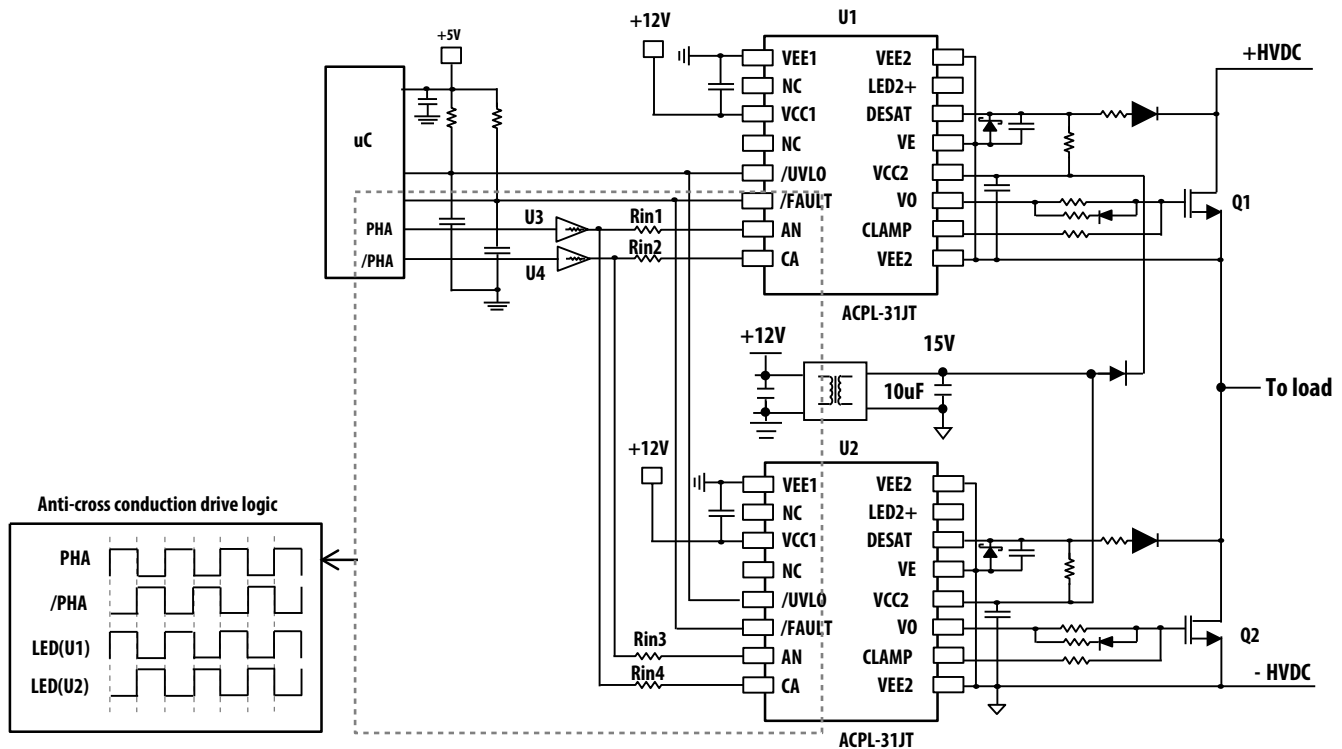 +5V
uC
PHA
/PHA
U3
U4
Rin1
Rin2
+12V
U1
VEE1
NC
VCC1
NC
/UVLO
/FAULT
AN
CA
VEE2
LED2+
DESAT
VE
VCC2
VO
CLAMP
VEE2
ACPL-31JT
+HVDC
Q1
+12V
15V
10uF
To load
+12V
U2
VEE1
NC
VCC1
NC
/UVLO
/FAULT
AN
CA
VEE2
LED2+
DESAT
VE
VCC2
VO
CLAMP
VEE2
ACPL-31JT
Rin3
Rin4
Q2
- HVDC
Anti-cross conduction drive logic
PHA
/PHA
LED(U1)
LED(U2)